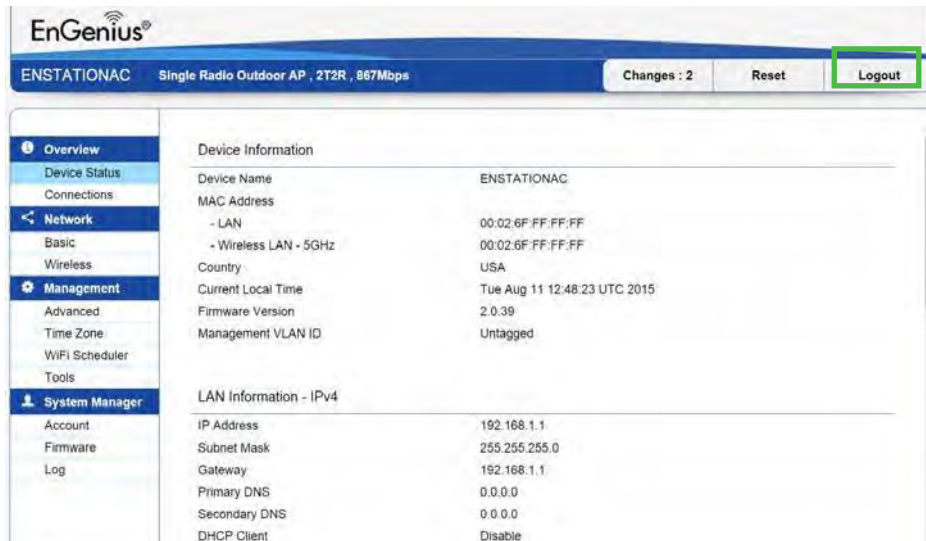 EnGenius®
ENSTATIONAC Single Radio Outdoor AP , 2T2R , 867Mbps Changes : 2 Reset Logout
Overview
Device Status
Connections
Network
Basic
Wireless
Management
Advanced
Time Zone
WiFi Scheduler
Tools
System Manager
Account
Firmware
Log
Device Information
Device Name ENSTATIONAC
MAC Address
- LAN 00:02:6F:FF:FF:FF
- Wireless LAN - 5GHz 00:02:6F:FF:FF:FF
Country USA
Current Local Time Tue Aug 11 12:48:23 UTC 2015
Firmware Version 2.0.39
Management VLAN ID Untagged
LAN Information - IPv4
IP Address 192.168.1.1
Subnet Mask 255.255.255.0
Gateway 192.168.1.1
Primary DNS 0.0.0.0
Secondary DNS 0.0.0.0
DHCP Client Disable